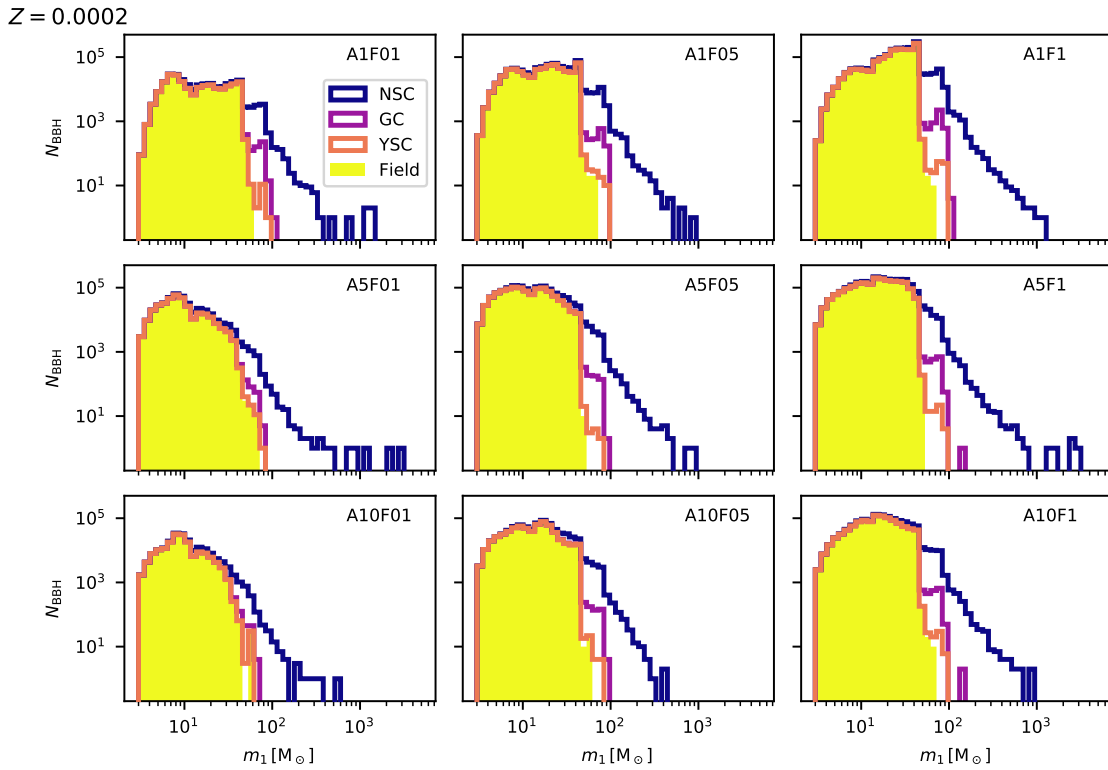 Z = 0.0002
A1F01
A1F05
A1F1
NSC
GC
YSC
Field
N_BBH
10^5
10^3
10^1
A5F01
A5F05
A5F1
N_BBH
10^5
10^3
10^1
A10F01
A10F05
A10F1
N_BBH
10^5
10^3
10^1
10^1 10^2 10^3
10^1 10^2 10^3
10^1 10^2 10^3
m_1 [M_⊙]
m_1 [M_⊙]
m_1 [M_⊙]